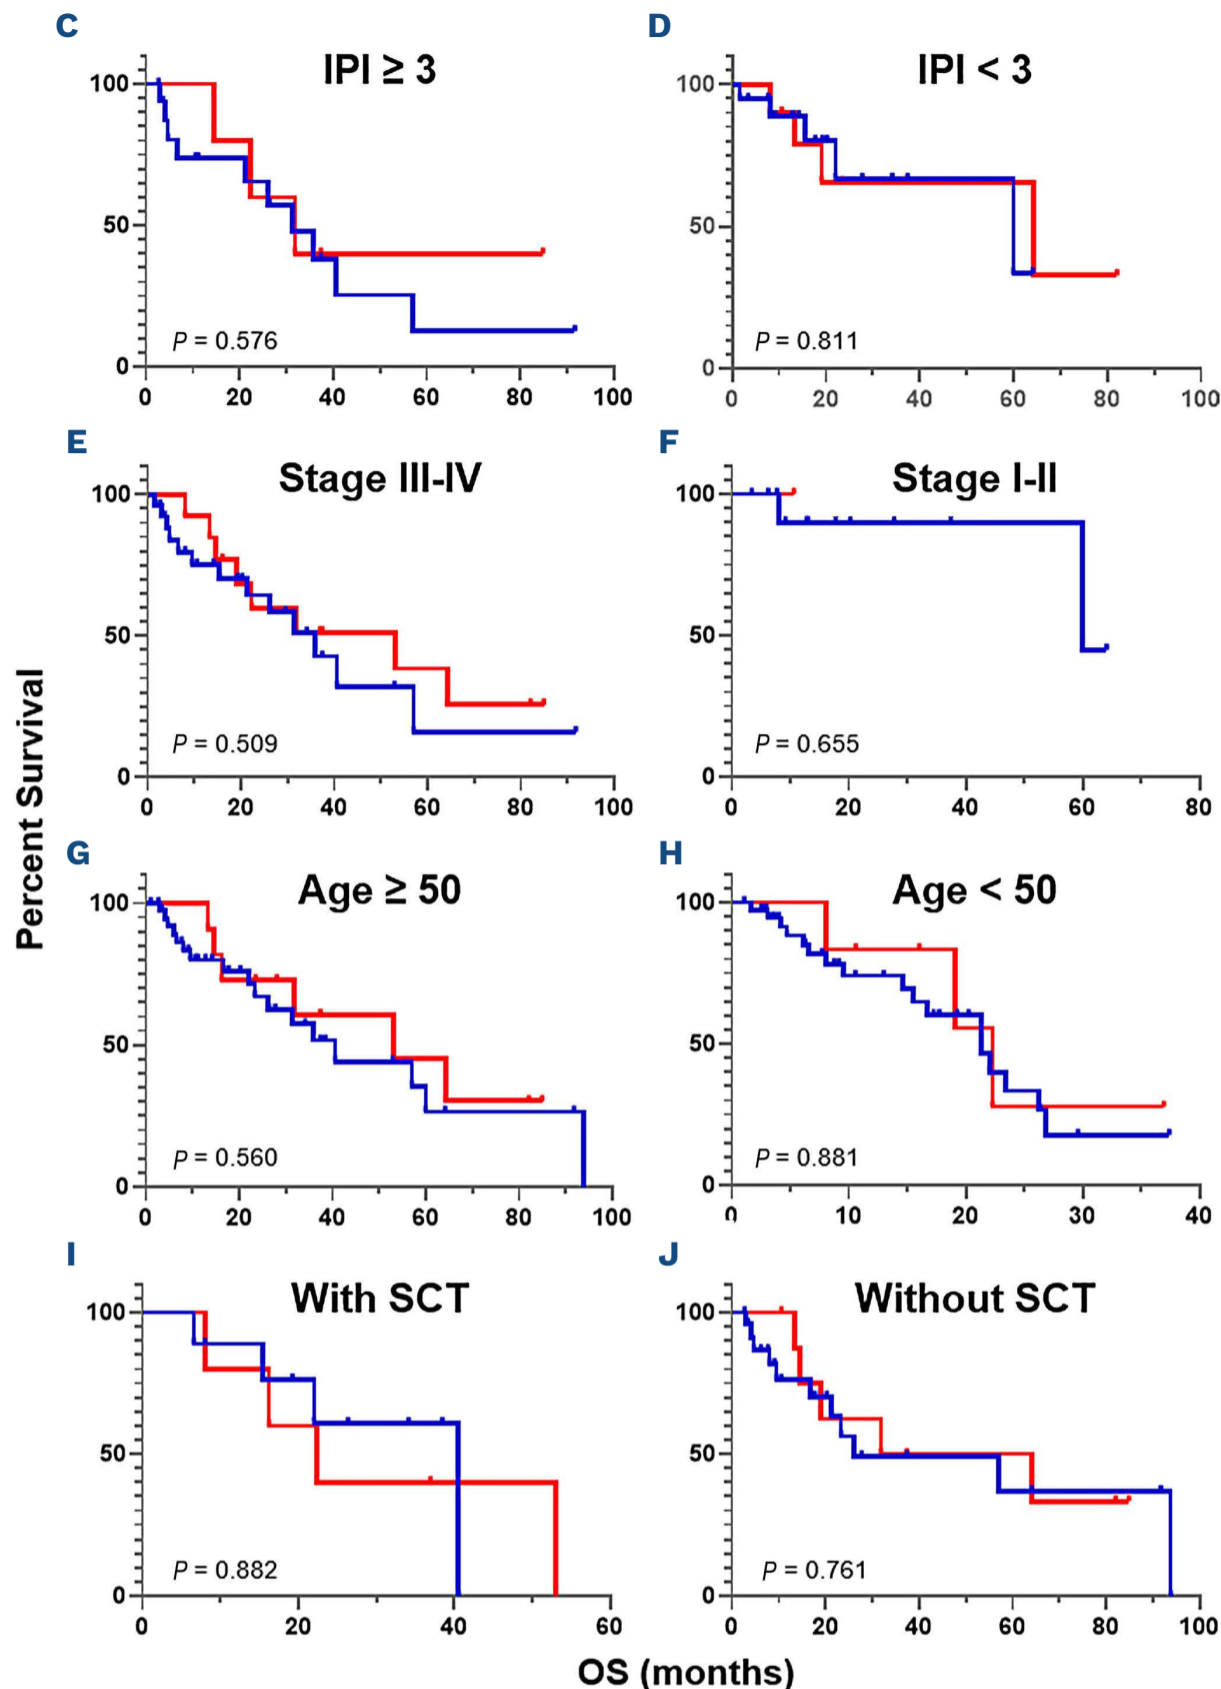 C
IPI ≥ 3
100
50
0
P = 0.576
0 20 40 60 80 100
D
IPI < 3
100
50
0
P = 0.811
0 20 40 60 80 100
E
Stage III-IV
100
50
0
P = 0.509
0 20 40 60 80 100
F
Stage I-II
100
50
0
P = 0.655
0 20 40 60 80
Percent Survival
G
Age ≥ 50
100
50
0
P = 0.560
0 20 40 60 80 100
H
Age < 50
100
50
0
P = 0.881
0 10 20 30 40
I
With SCT
100
50
0
P = 0.882
0 20 40 60
J
Without SCT
100
50
0
P = 0.761
0 20 40 60 80 100
OS (months)